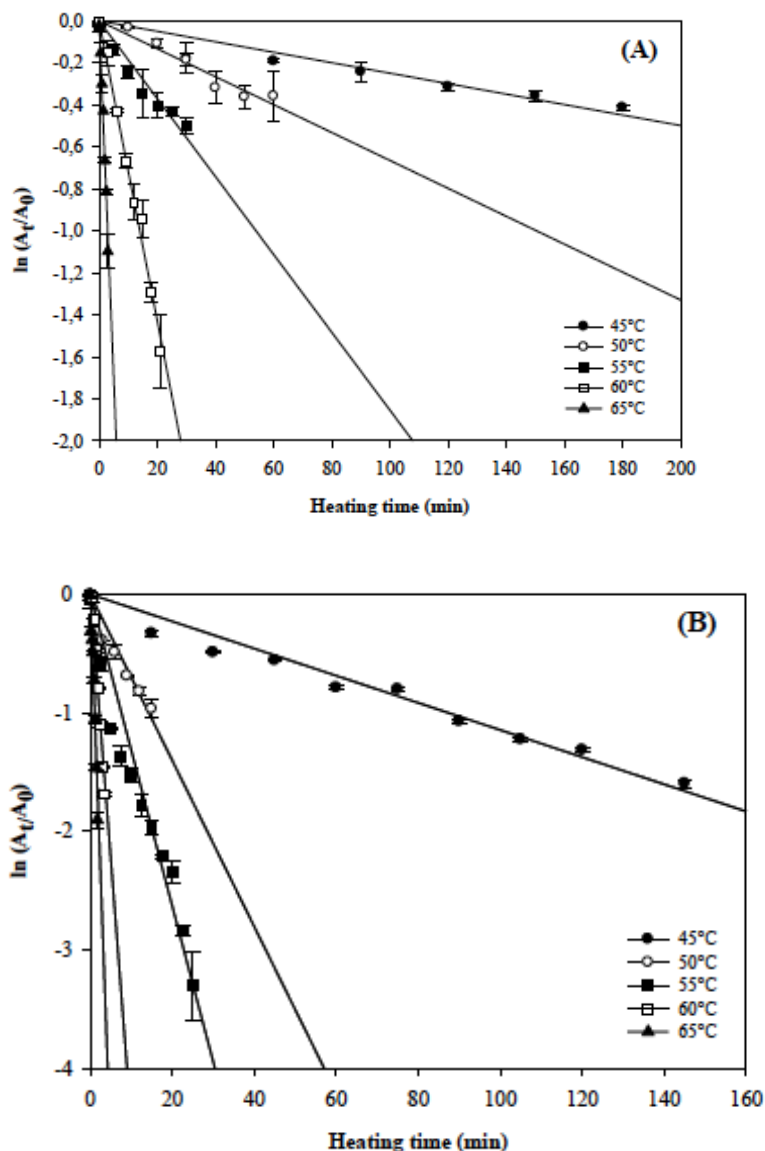 (A)
0,0
-0,2
-0,4
-0,6
-0,8
-1,0
-1,2
-1,4
-1,6
-1,8
-2,0
ln (At/A0)
45°C
50°C
55°C
60°C
65°C
0 20 40 60 80 100 120 140 160 180 200
Heating time (min)
(B)
0
-1
-2
-3
-4
ln (At/A0)
45°C
50°C
55°C
60°C
65°C
0 20 40 60 80 100 120 140 160
Heating time (min)